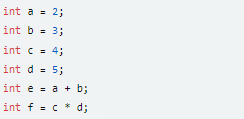 int a = 2;
int b = 3;
int c = 4;
int d = 5;
int e = a + b;
int f = c * d;